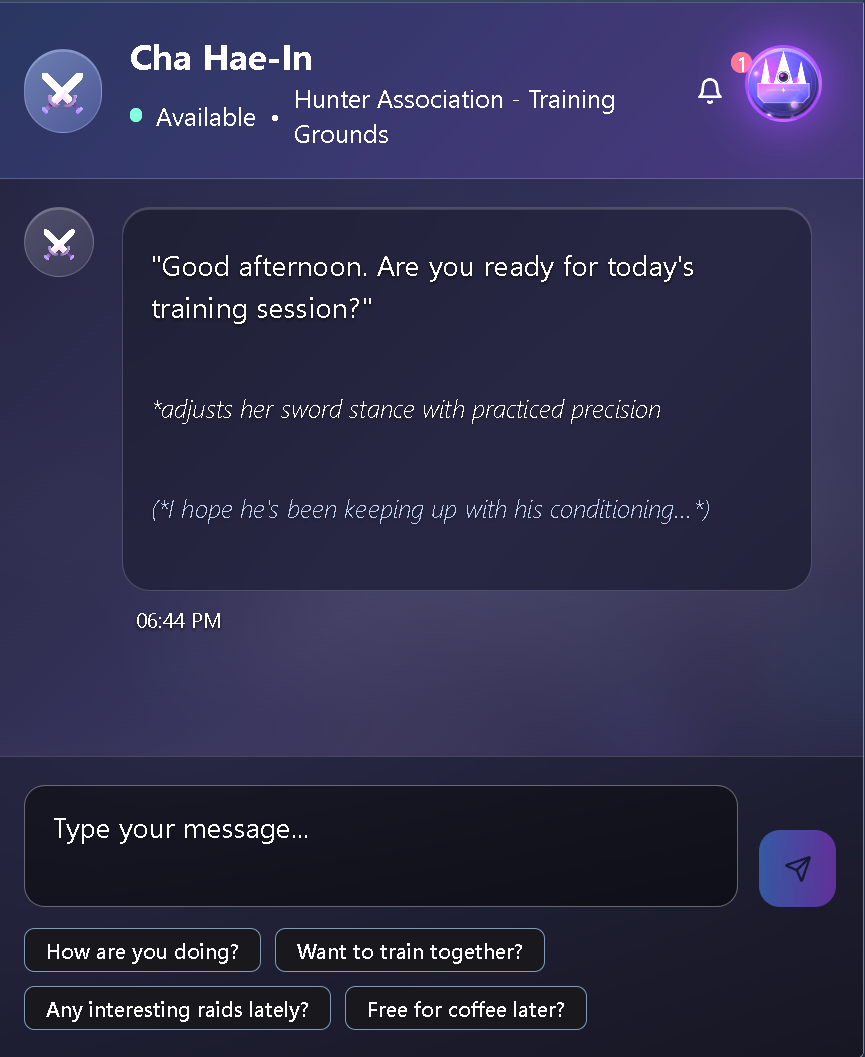 Cha Hae-In
1
Available • Hunter Association - Training
Grounds
"Good afternoon. Are you ready for today's
training session?"
*adjusts her sword stance with practiced precision
(*I hope he's been keeping up with his conditioning...*)
06:44 PM
Type your message...
How are you doing?
Want to train together?
Any interesting raids lately?
Free for coffee later?